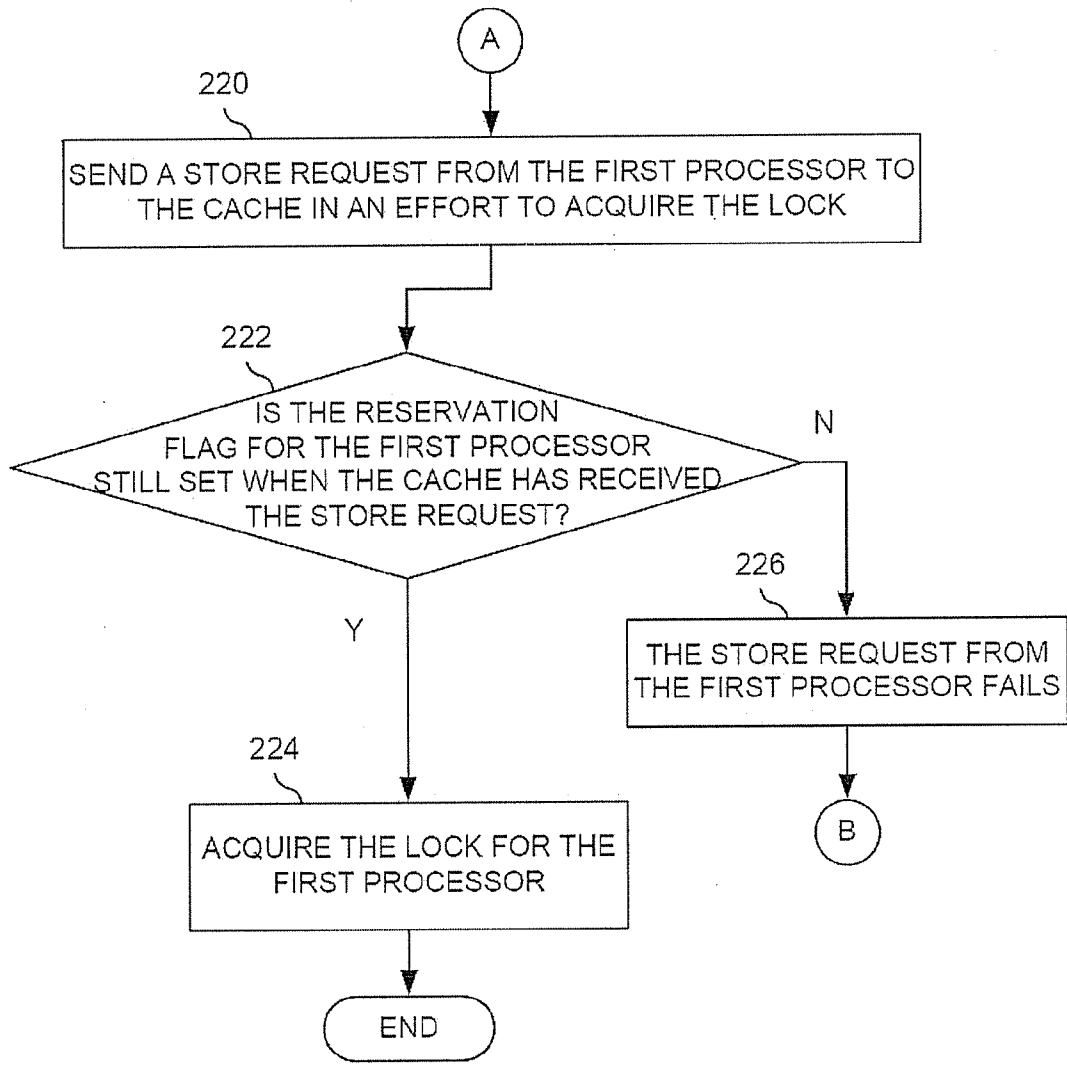 A
220
SEND A STORE REQUEST FROM THE FIRST PROCESSOR TO
THE CACHE IN AN EFFORT TO ACQUIRE THE LOCK
222
IS THE RESERVATION
FLAG FOR THE FIRST PROCESSOR
STILL SET WHEN THE CACHE HAS RECEIVED
THE STORE REQUEST?
N
Y
226
THE STORE REQUEST FROM
THE FIRST PROCESSOR FAILS
224
ACQUIRE THE LOCK FOR THE
FIRST PROCESSOR
B
END